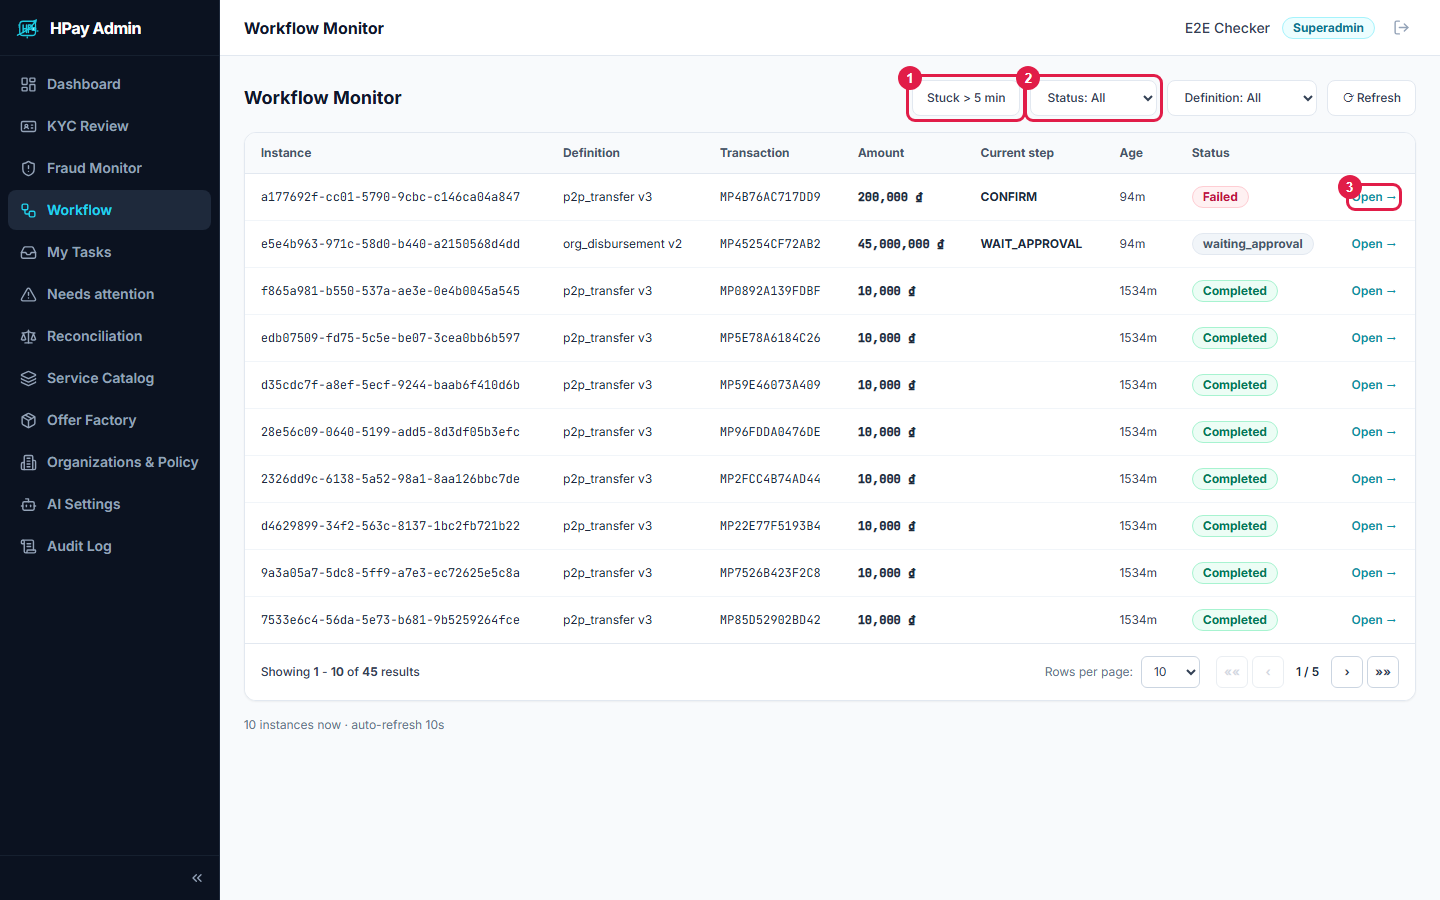 HPay Admin
Workflow Monitor
E2E Checker
Superadmin
Dashboard
KYC Review
Fraud Monitor
Workflow
My Tasks
Needs attention
Reconciliation
Service Catalog
Offer Factory
Organizations & Policy
AI Settings
Audit Log
«
Workflow Monitor
1
Stuck > 5 min
2
Status: All
Definition: All
Refresh
Instance Definition Transaction Amount Current step Age Status
3
a177692f-cc01-5790-9cbc-c146ca04a847 p2p_transfer v3 MP4B76AC717DD9 200,000 ₫ CONFIRM 94m Failed Open →
e5e4b963-971c-58d0-b440-a2150568d4dd org_disbursement v2 MP45254CF72AB2 45,000,000 ₫ WAIT_APPROVAL 94m waiting_approval Open →
f865a981-b550-537a-ae3e-0e4b0045a545 p2p_transfer v3 MP0892A139FDBF 10,000 ₫ 1534m Completed Open →
edb07509-fd75-5c5e-be07-3cea0bb6b597 p2p_transfer v3 MP5E78A6184C26 10,000 ₫ 1534m Completed Open →
d35cdc7f-a8ef-5ecf-9244-baab6f410d6b p2p_transfer v3 MP59E46073A409 10,000 ₫ 1534m Completed Open →
28e56c09-0640-5199-add5-8d3df05b3efc p2p_transfer v3 MP96FDDA0476DE 10,000 ₫ 1534m Completed Open →
2326dd9c-6138-5a52-98a1-8aa126bbc7de p2p_transfer v3 MP2FCC4B74AD44 10,000 ₫ 1534m Completed Open →
d4629899-34f2-563c-8137-1bc2fb721b22 p2p_transfer v3 MP22E77F5193B4 10,000 ₫ 1534m Completed Open →
9a3a05a7-5dc8-5ff9-a7e3-ec72625e5c8a p2p_transfer v3 MP7526B423F2C8 10,000 ₫ 1534m Completed Open →
7533e6c4-56da-5e73-b681-9b5259264fce p2p_transfer v3 MP85D52902BD42 10,000 ₫ 1534m Completed Open →
Showing 1 - 10 of 45 results
Rows per page: 10 «« ‹ 1 / 5 › »»
10 instances now · auto-refresh 10s